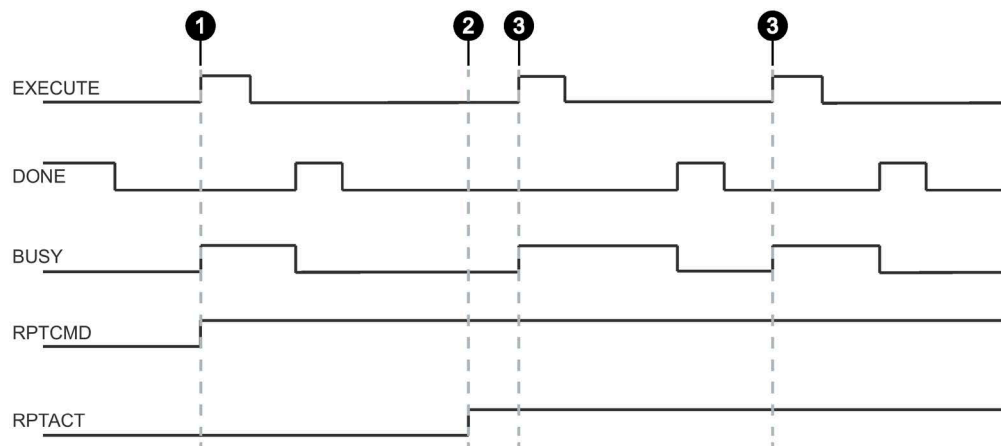 1 2 3 3
EXECUTE
DONE
BUSY
RPTCMD
RPTACT